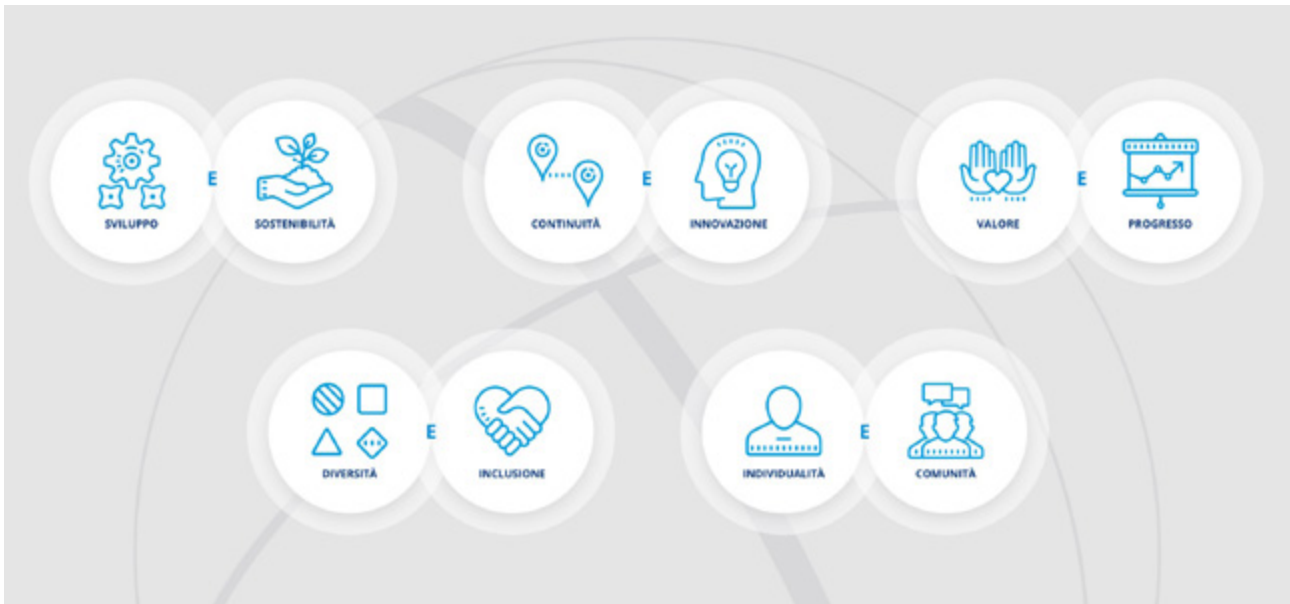 E
SVILUPPO
SOSTENIBILITÀ
E
CONTINUITÀ
INNOVAZIONE
E
VALORE
PROGRESSO
E
DIVERSITÀ
INCLUSIONE
E
INDIVIDUALITÀ
COMUNITÀ